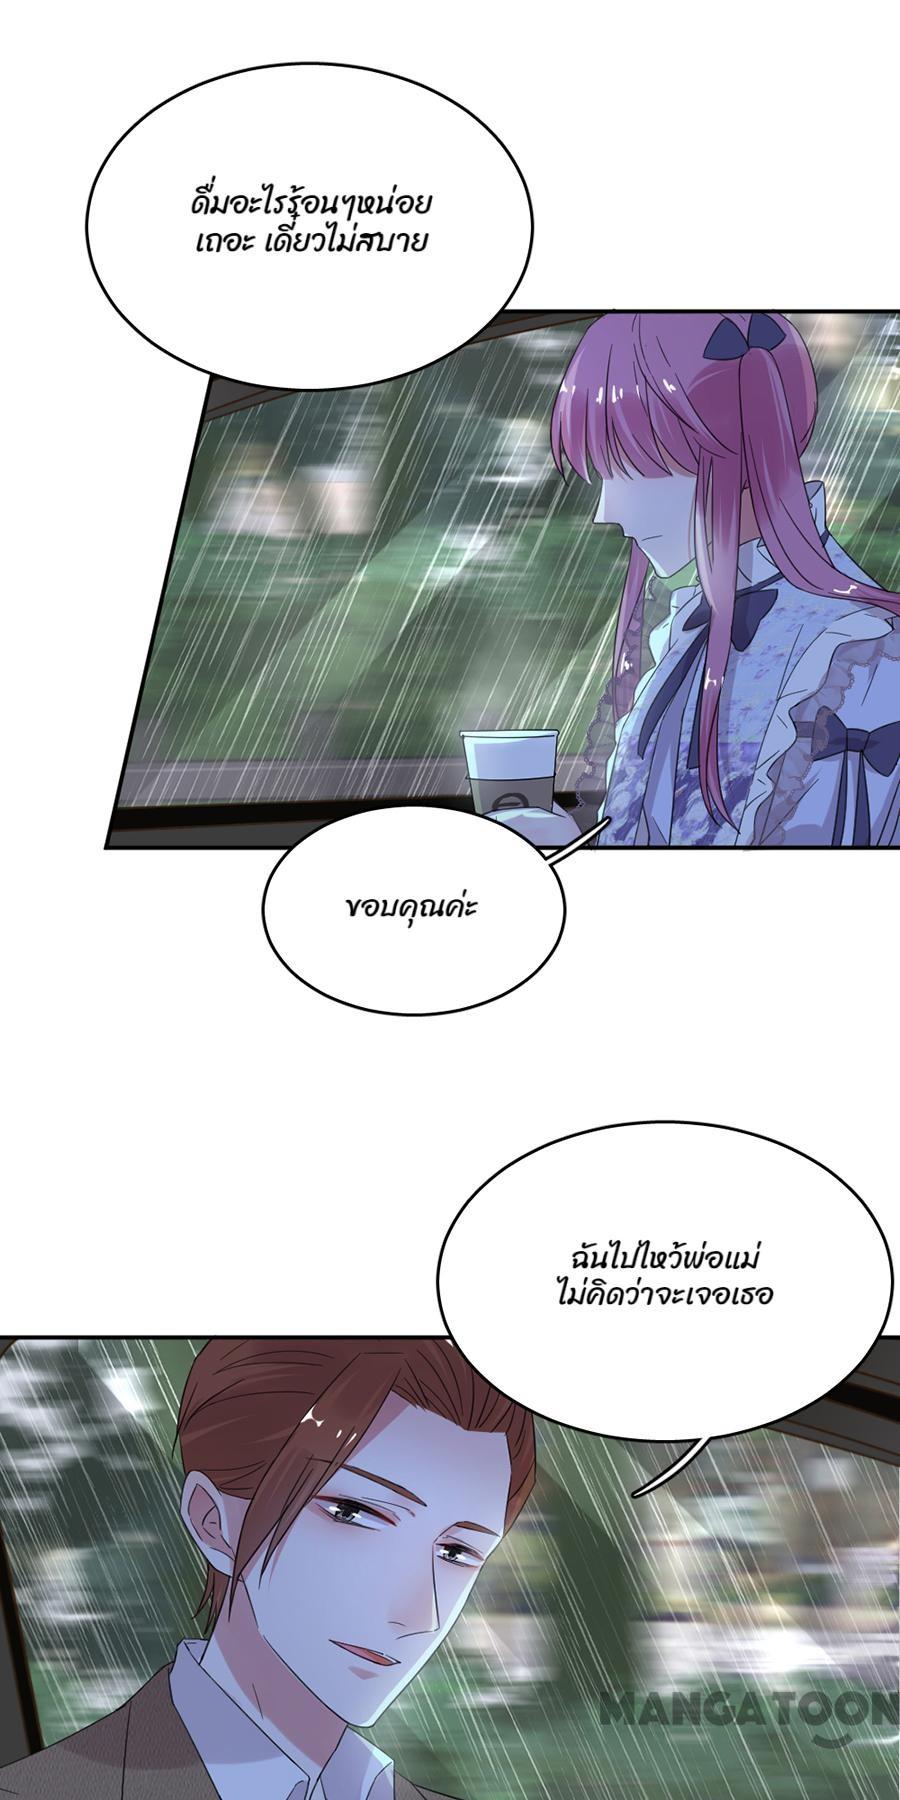 ดื่มอะไรร้อนๆหน่อย
เถอะ เดี๋ยวไม่สบาย
ขอบคุณค่ะ
ฉันไปไหว้พ่อแม่
ไม่คิดว่าจะเจอเธอ
MANGATOON